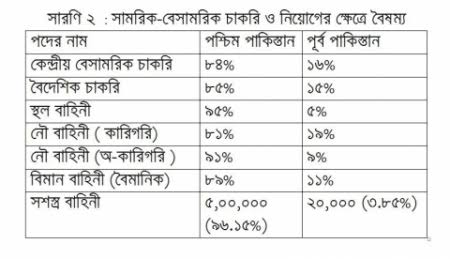 সারণি ২ : সামরিক-বেসামরিক চাকরি ও নিয়োগের ক্ষেত্রে বৈষম্য
পদের নাম পশ্চিম পাকিস্তান পূর্ব পাকিস্তান
কেন্দ্রীয় বেসামরিক চাকরি ৮৪% ১৬%
বৈদেশিক চাকরি ৮৫% ১৫%
স্থল বাহিনী ৯৫% ৫%
নৌ বাহিনী ( কারিগরি ) ৮১% ১৯%
নৌ বাহিনী (অ-কারিগরি ) ৯১% ৯%
বিমান বাহিনী (বৈমানিক) ৮৯% ১১%
সশস্ত্র বাহিনী ৫,০০,০০০ ২০,০০০ (৩.৮৫%)
(৯৬.১৫%)